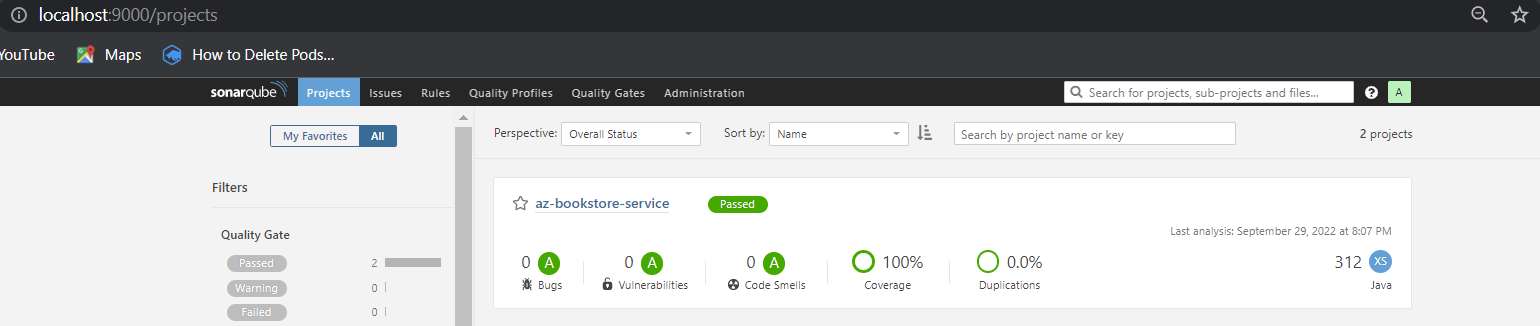 localhost:9000/projects
YouTube Maps How to Delete Pods...
sonarqube Projects Issues Rules Quality Profiles Quality Gates Administration Search for projects, sub-projects and files... ? A
My Favorites All
Perspective: Overall Status Sort by: Name Search by project name or key 2 projects
Filters
Quality Gate
Passed 2
Warning 0
Failed 0
az-bookstore-service Passed
Last analysis: September 29, 2022 at 8:07 PM
0 A 0 A 0 A 100% 0.0% 312 XS
Bugs Vulnerabilities Code Smells Coverage Duplications Java